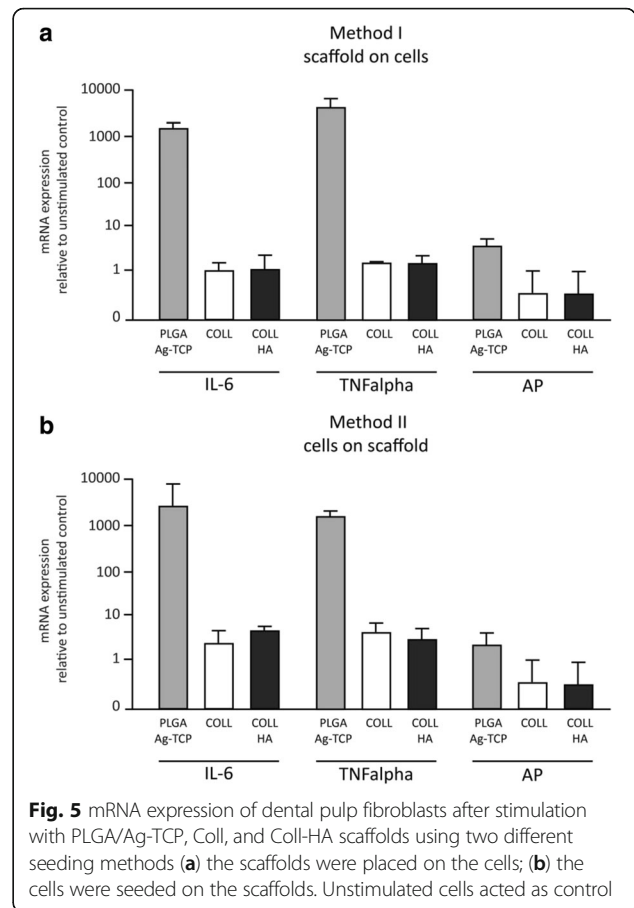 a
Method I
scaffold on cells
mRNA expression
relative to unstimulated control
10000
1000
100
10
1
0
PLGA COLL COLL PLGA COLL COLL PLGA COLL COLL
Ag-TCP HA Ag-TCP HA Ag-TCP HA
IL-6 TNFalpha AP
b
Method II
cells on scaffold
mRNA expression
relative to unstimulated control
10000
1000
100
10
1
0
PLGA COLL COLL PLGA COLL COLL PLGA COLL COLL
Ag-TCP HA Ag-TCP HA Ag-TCP HA
IL-6 TNFalpha AP
Fig. 5 mRNA expression of dental pulp fibroblasts after stimulation
with PLGA/Ag-TCP, Coll, and Coll-HA scaffolds using two different
seeding methods (a) the scaffolds were placed on the cells; (b) the
cells were seeded on the scaffolds. Unstimulated cells acted as control